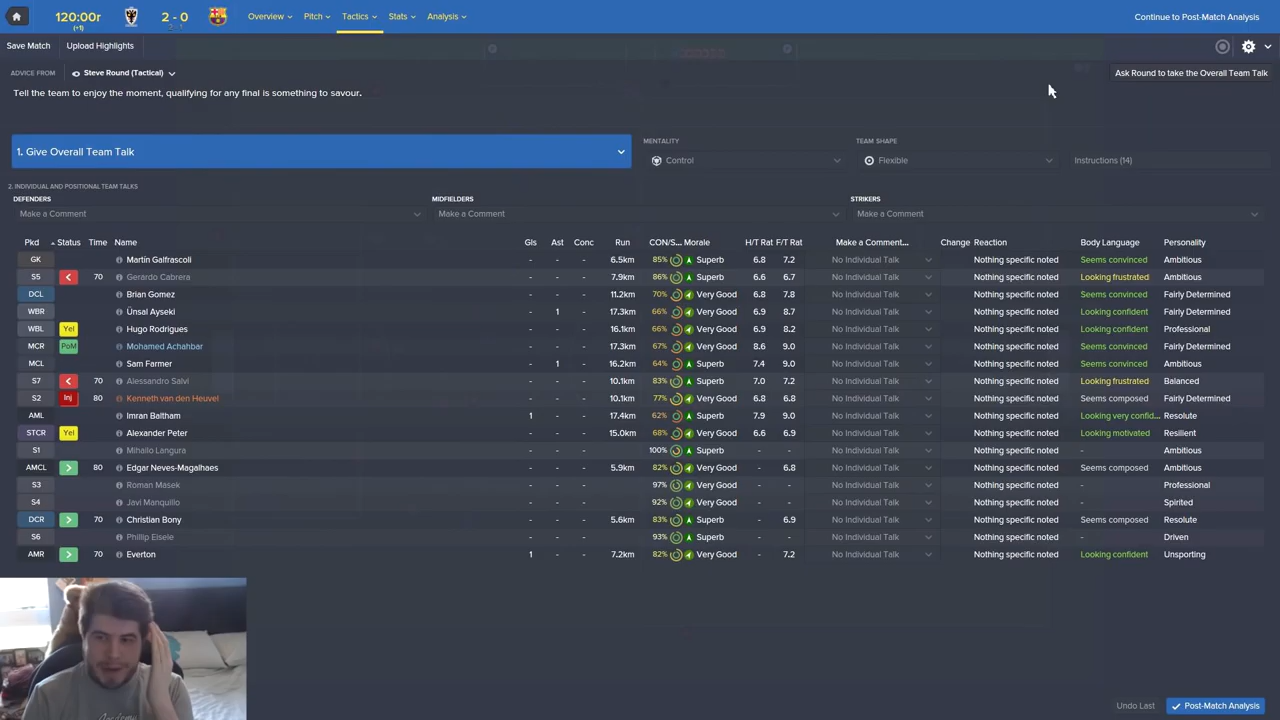 120:00r
(+1)
2 - 0
Overview
Pitch
Tactics
Stats
Analysis
Continue to Post-Match Analysis
Save Match
Upload Highlights
ADVICE FROM
Steve Round (Tactical)
Ask Round to take the Overall Team Talk
Tell the team to enjoy the moment, qualifying for any final is something to savour.
1. Give Overall Team Talk
MENTALITY
Control
TEAM SHAPE
Flexible
Instructions (14)
2. INDIVIDUAL AND POSITIONAL TEAM TALKS
DEFENDERS
MIDFIELDERS
STRIKERS
Make a Comment
Make a Comment
Make a Comment
Pkd Status Time Name Gls Ast Conc Run CON/S... Morale H/T Rat F/T Rat Make a Comment... Change Reaction Body Language Personality
GK Martín Galfrascoli - - - 6.5km 85% Superb 6.8 7.2 No Individual Talk Nothing specific noted Seems convinced Ambitious
S5 70 Gerardo Cabrera - - - 7.9km 86% Superb 6.6 6.7 No Individual Talk Nothing specific noted Looking frustrated Ambitious
DCL Brian Gomez - - - 11.2km 70% Very Good 6.8 7.8 No Individual Talk Nothing specific noted Seems convinced Fairly Determined
WBR Ünsal Ayseki - 1 - 17.3km 66% Very Good 6.9 8.7 No Individual Talk Nothing specific noted Looking confident Fairly Determined
WBL Yel Hugo Rodrigues - - - 16.1km 66% Very Good 6.9 8.2 No Individual Talk Nothing specific noted Looking confident Professional
MCR PoM Mohamed Achahbar - - - 17.3km 67% Very Good 8.6 9.0 No Individual Talk Nothing specific noted Seems convinced Fairly Determined
MCL Sam Farmer - 1 - 16.2km 64% Superb 7.4 9.0 No Individual Talk Nothing specific noted Seems convinced Ambitious
S7 70 Alessandro Salvi - - - 10.1km 83% Superb 7.0 7.2 No Individual Talk Nothing specific noted Looking frustrated Balanced
S2 Inj 80 Kenneth van den Heuvel - - - 10.1km 77% Very Good 6.8 6.8 No Individual Talk Nothing specific noted Seems composed Fairly Determined
AML Imran Baltham 1 - - 17.4km 62% Superb 7.9 9.0 No Individual Talk Nothing specific noted Looking very confid... Resolute
STCR Yel Alexander Peter - - - 15.0km 68% Very Good 6.6 6.9 No Individual Talk Nothing specific noted Looking motivated Resilient
S1 Mihailo Langura - - - 100% Superb - - No Individual Talk Nothing specific noted - Ambitious
AMCL 80 Edgar Neves-Magalhaes - - - 5.9km 82% Very Good - 6.8 No Individual Talk Nothing specific noted Seems composed Ambitious
S3 Roman Masek - - - 97% Very Good - - No Individual Talk Nothing specific noted - Professional
S4 Javi Manquillo - - - 92% Very Good - - No Individual Talk Nothing specific noted - Spirited
DCR 70 Christian Bony - - - 5.6km 83% Superb - 6.9 No Individual Talk Nothing specific noted Seems composed Resolute
S6 Phillip Eisele - - - 93% Superb - - No Individual Talk Nothing specific noted - Driven
AMR 70 Everton 1 - - 7.2km 82% Very Good - 7.2 No Individual Talk Nothing specific noted Looking confident Unsporting
Undo Last
Post-Match Analysis